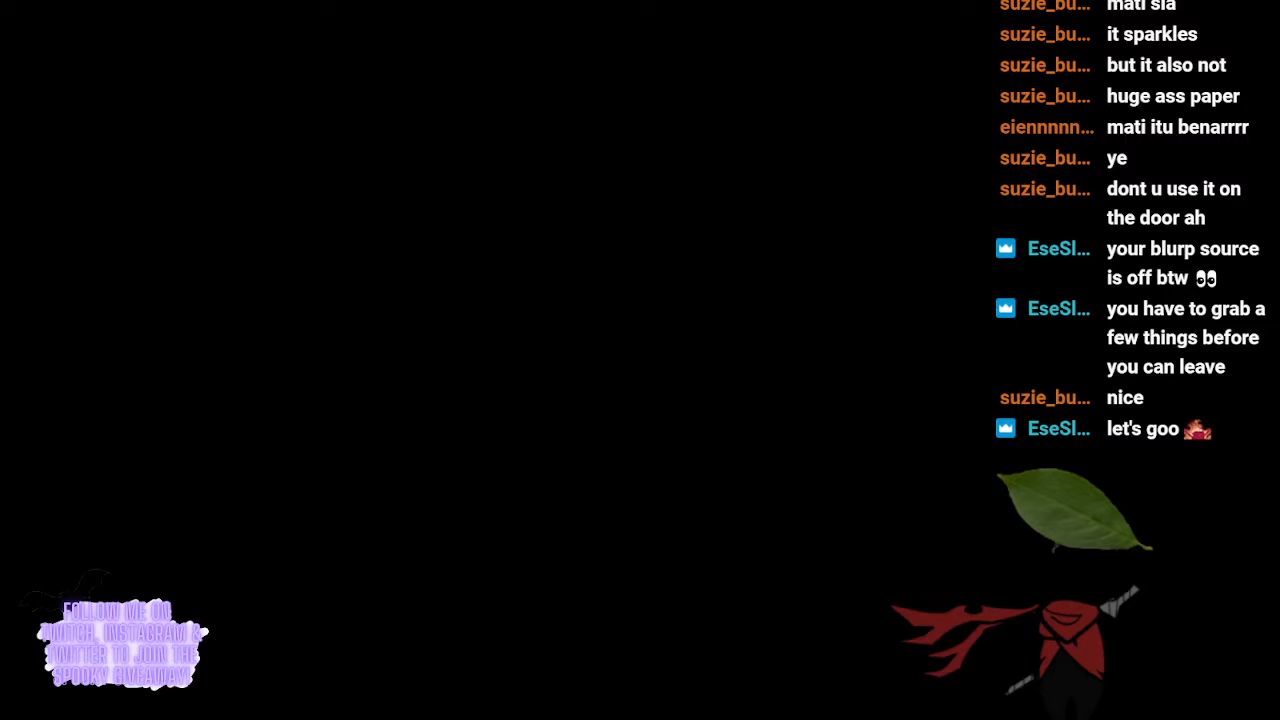 suzie_bu... mati sia
suzie_bu... it sparkles
suzie_bu... but it also not
suzie_bu... huge ass paper
eiennnnn... mati itu benarrrr
suzie_bu... ye
suzie_bu... dont u use it on
the door ah
EseSl... your blurp source
is off btw 👀
EseSl... you have to grab a
few things before
you can leave
suzie_bu... nice
EseSl... let's goo
FOLLOW ME ON
TWITCH, INSTAGRAM &
TWITTER TO JOIN THE
SPOOKY GIVEAWAY!